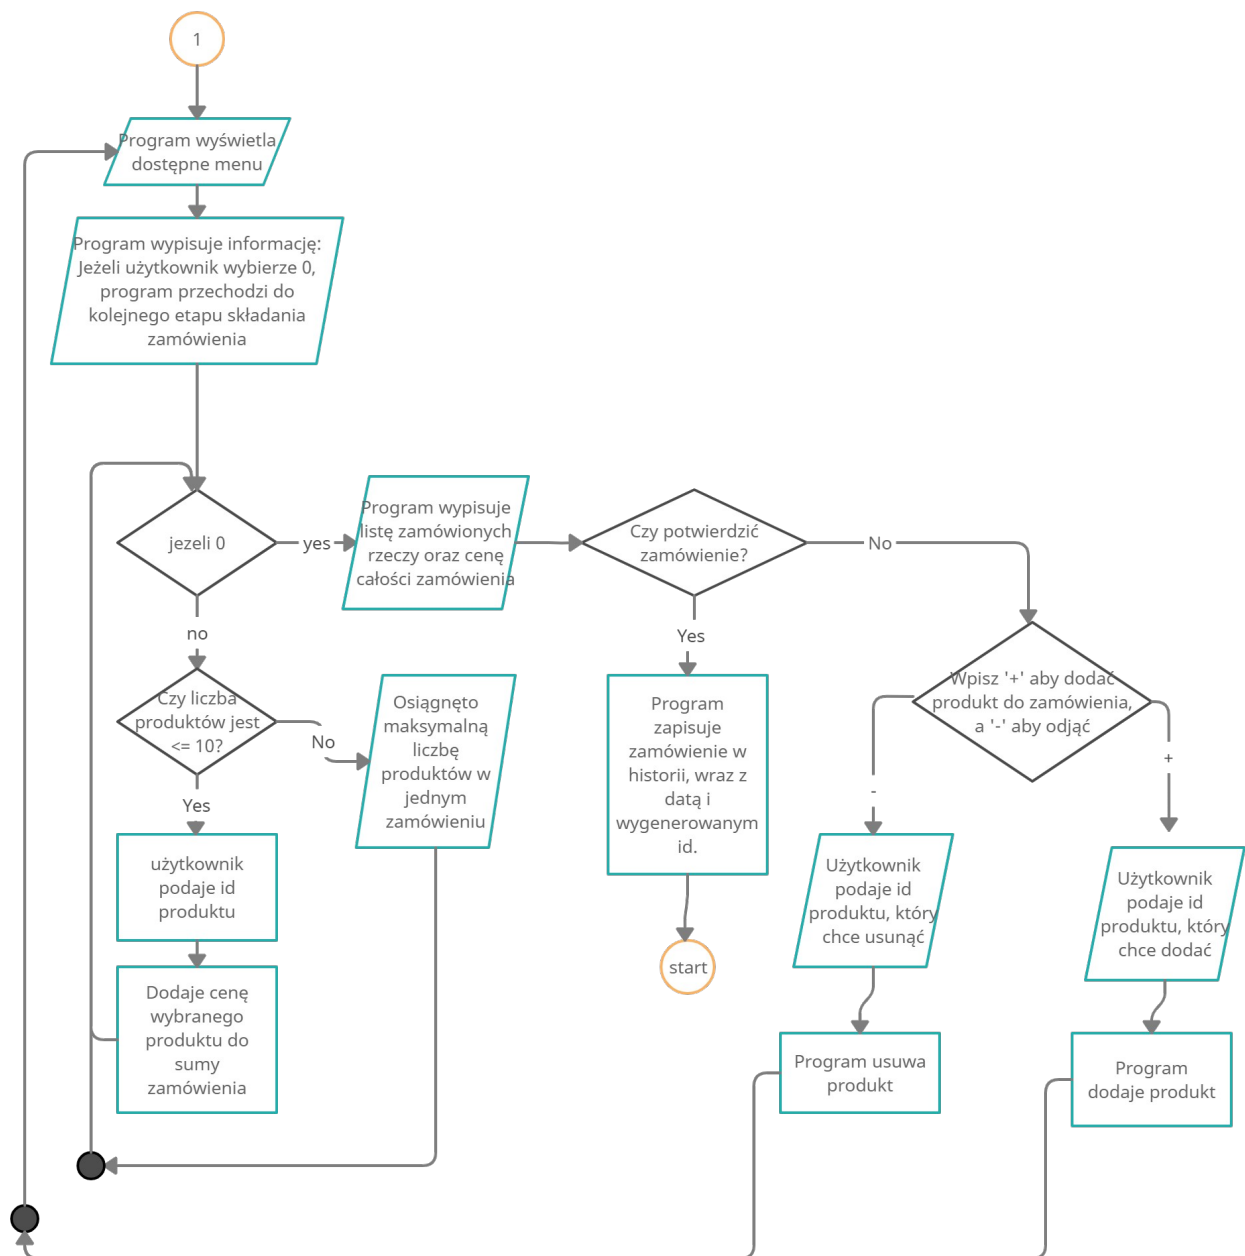 1
Program wyświetla
dostępne menu
Program wypisuje informację:
Jeżeli użytkownik wybierze 0,
program przechodzi do
kolejnego etapu składania
zamówienia
jezeli 0
yes
Program wypisuje
listę zamówionych
rzeczy oraz cenę
całości zamówienia
Czy potwierdzić
zamówienie?
No
no
Yes
Wpisz '+' aby dodać
produkt do zamówienia,
a '-' aby odjąć
Czy liczba
produktów jest
<= 10?
No
Osiągnęto
maksymalną
liczbę
produktów w
jednym
zamówieniu
Program
zapisuje
zamówienie w
historii, wraz z
datą i
wygenerowanym
id.
-
+
Yes
użytkownik
podaje id
produktu
Użytkownik
podaje id
produktu, który
chce usunąć
Użytkownik
podaje id
produktu, który
chce dodać
start
Dodaje cenę
wybranego
produktu do
sumy
zamówienia
Program usuwa
produkt
Program
dodaje produkt